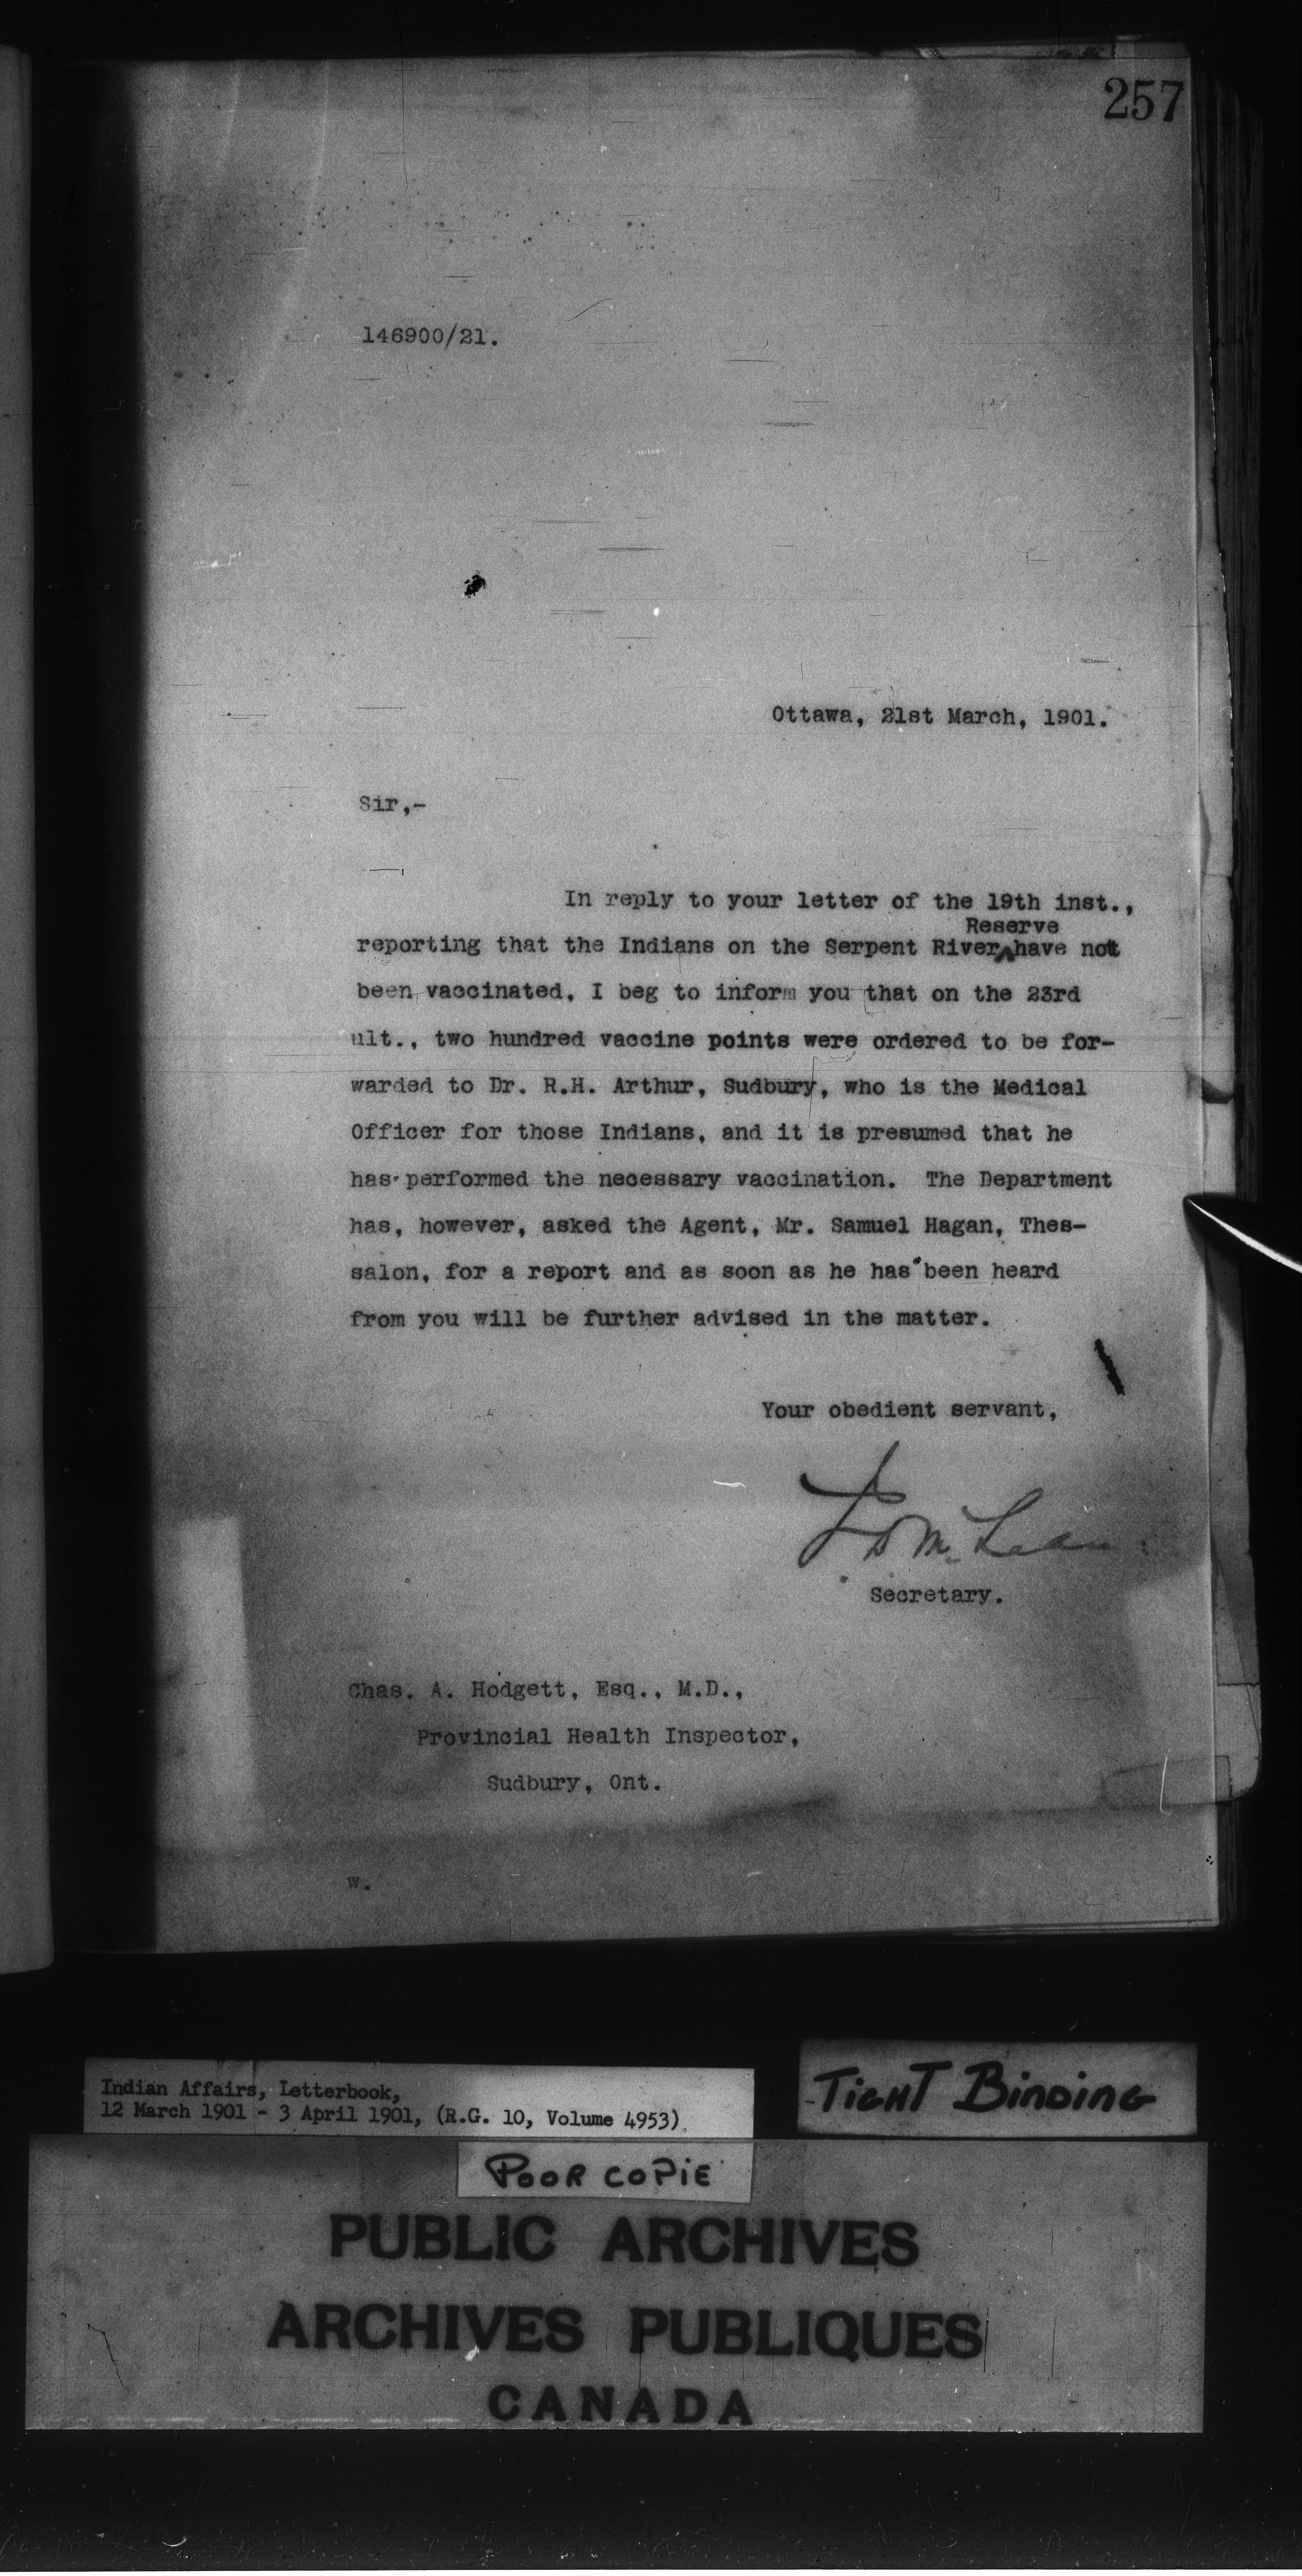 257
146900/21.
Ottawa, 21st March, 1901.
Sir,-
In reply to your letter of the 19th inst.,
Reserve
reporting that the Indians on the Serpent River‸have not
been vaccinated, I beg to inform you that on the 23rd
ult., two hundred vaccine points were ordered to be for-
warded to Dr. R.H. Arthur, Sudbury, who is the Medical
Officer for those Indians, and it is presumed that he
has performed the necessary vaccination. The Department
has, however, asked the Agent, Mr. Samuel Hagan, Thes-
salon, for a report and as soon as he has been heard
from you will be further advised in the matter.
Your obedient servant,
J D McLean
Secretary.
Chas. A. Hodgett, Esq., M.D.,
Provincial Health Inspector,
Sudbury, Ont.
W.
Indian Affairs, Letterbook,
12 March 1901 - 3 April 1901, (R.G. 10, Volume 4953)
TIGHT BINDING
POOR COPIE
PUBLIC ARCHIVES
ARCHIVES PUBLIQUES
CANADA